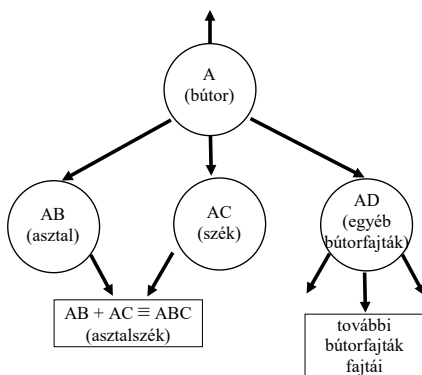 A
(bútor)
AB
(asztal)
AC
(szék)
AD
(egyéb
bútorfajták)
AB + AC ≡ ABC
(asztalszék)
további
bútorfajták
fajtái